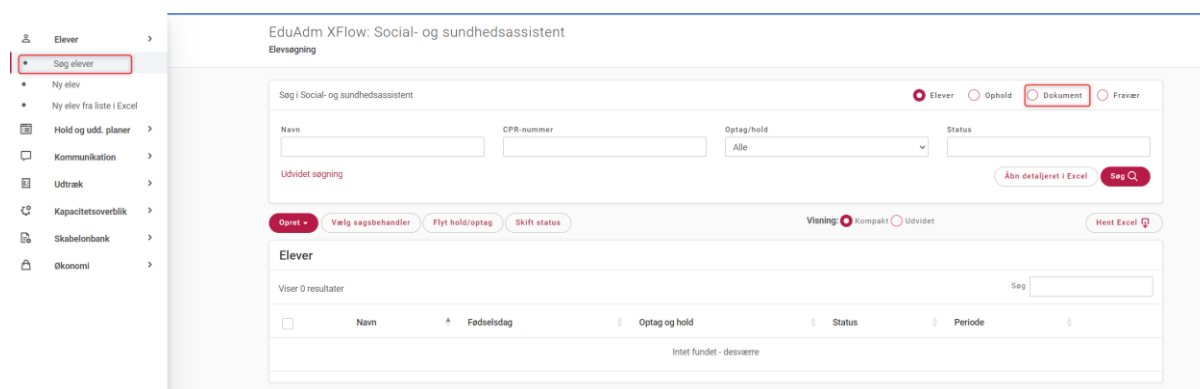 Elever
Søg elever
Ny elev
Ny elev fra liste i Excel
Hold og udd. planer
Kommunikation
Udtræk
Kapacitetsoverblik
Skabelonbank
Økonomi
EduAdm XFlow: Social- og sundhedsassistent
Elevsøgning
Søg i Social- og sundhedsassistent Elever Ophold Dokument Fravær
Navn CPR-nummer Optag/hold Status
Alle
Udvidet søgning Åbn detaljeret i Excel Søg
Opret Vælg sagsbehandler Flyt hold/optag Skift status Visning: Kompakt Udvidet Hent Excel
Elever
Viser 0 resultater Søg
Navn Fødselsdag Optag og hold Status Periode
Intet fundet - desværre